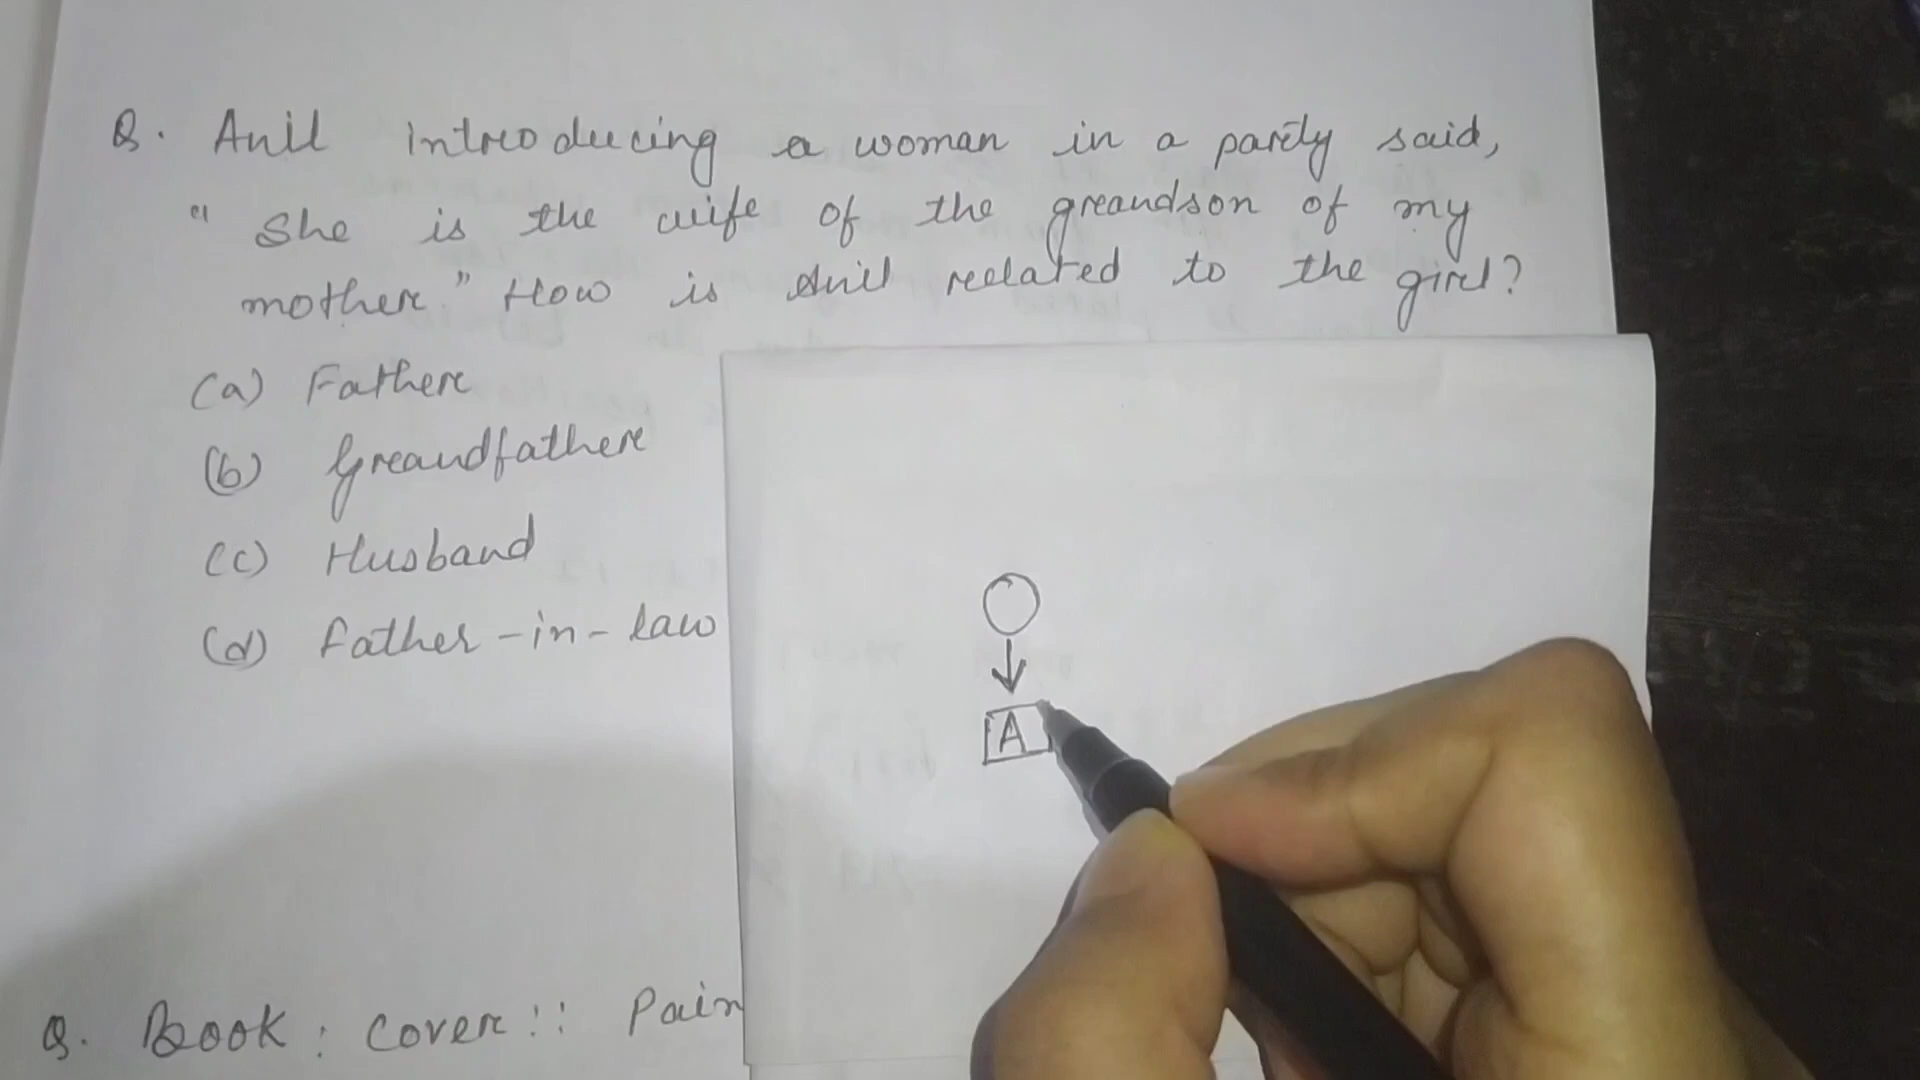 Q. Anil introducing a woman in a party said,
" She is the wife of the grandson of my
mother." How is Anil related to the girl?
(a) Father
(b) Grandfather
(c) Husband
(d) Father-in-law
A
Q. Book : Cover :: Pain